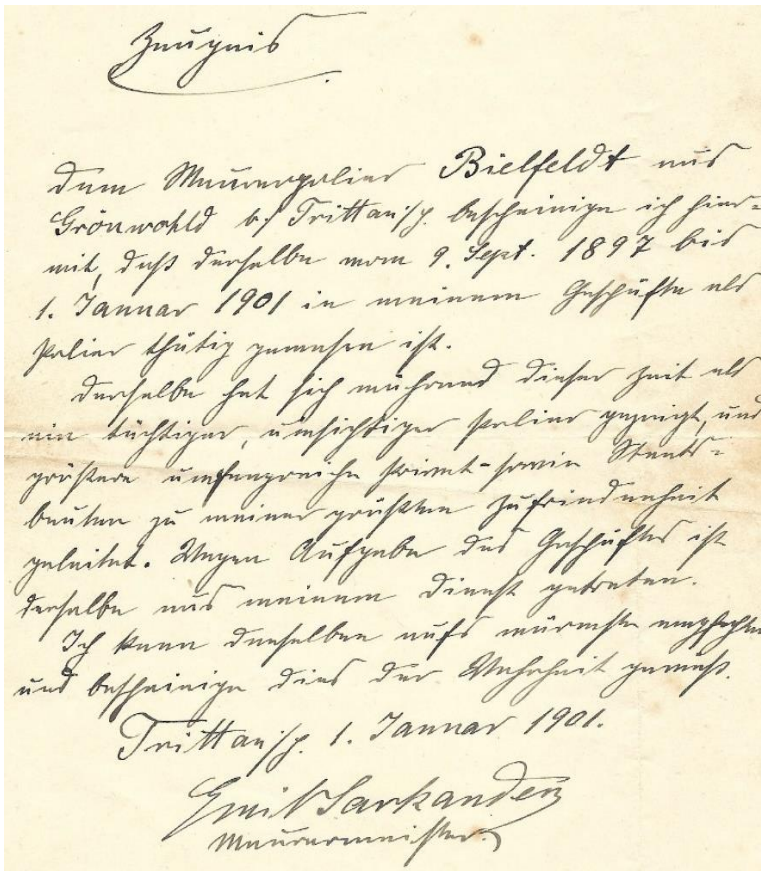 Zeugnis
Dem Maurerpolier Bielfeldt aus
Grönwohld b/ Trittau i/H. bescheinige ich hier=
mit, daß derselbe vom 9. Sept. 1897 bis
1. Januar 1901 in meinem Geschäfte als
Polier thätig gewesen ist.
Derselbe hat sich während dieser Zeit als
ein tüchtiger, umsichtiger Polier gezeigt, und
größere umfangreiche Privat- sowie Staats=
bauten zu meiner größten Zufriedenheit
geleitet. Wegen Aufgabe des Geschäftes ist
derselbe aus meinem Dienst getreten.
Ich kann denselben aufs wärmste empfehlen
und bescheinige dies der Wahrheit gemäß.
Trittau i/H. 1. Januar 1901.
Emil
Maurermeister.